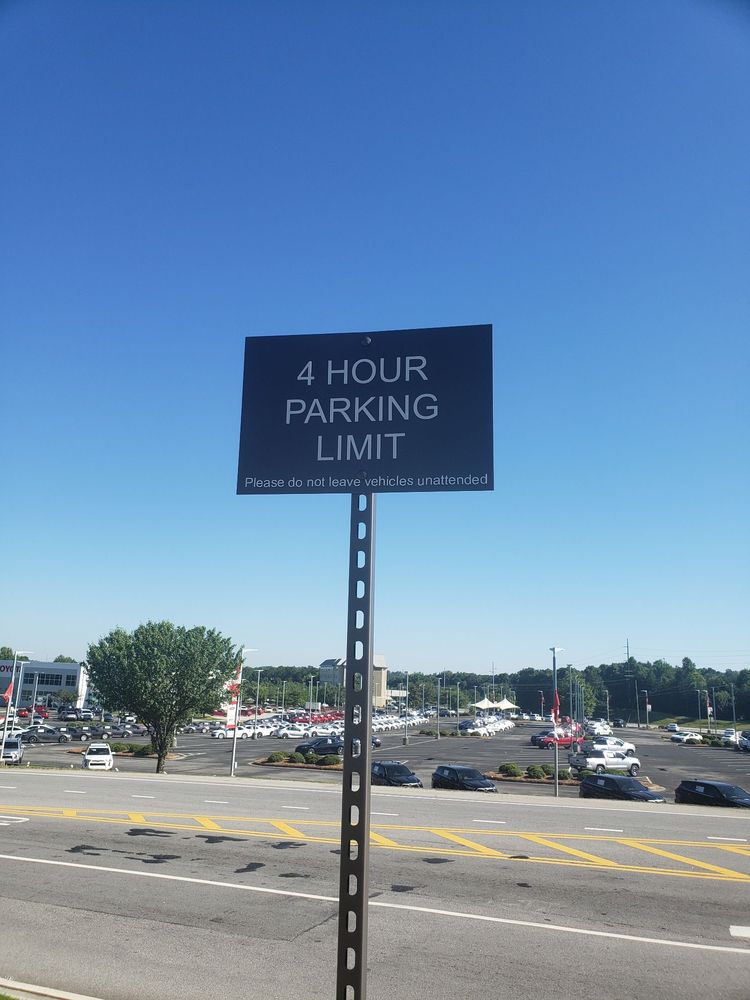 4 HOUR
PARKING
LIMIT
Please do not leave vehicles unattended